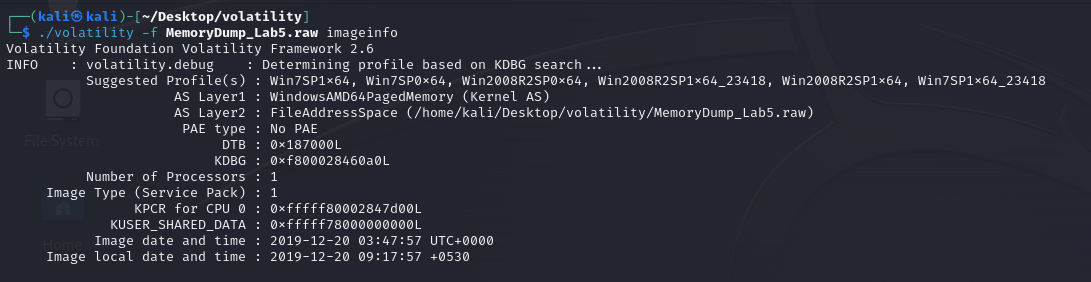 ┌──(kali㉿kali)-[~/Desktop/volatility]
└─$ ./volatility -f MemoryDump_Lab5.raw imageinfo
Volatility Foundation Volatility Framework 2.6
INFO    : volatility.debug    : Determining profile based on KDBG search...
          Suggested Profile(s) : Win7SP1x64, Win7SP0x64, Win2008R2SP0x64, Win2008R2SP1x64_23418, Win2008R2SP1x64, Win7SP1x64_23418
                     AS Layer1 : WindowsAMD64PagedMemory (Kernel AS)
                     AS Layer2 : FileAddressSpace (/home/kali/Desktop/volatility/MemoryDump_Lab5.raw)
                      PAE type : No PAE
                           DTB : 0x187000L
                          KDBG : 0xf800028460a0L
          Number of Processors : 1
     Image Type (Service Pack) : 1
                KPCR for CPU 0 : 0xfffff80002847d00L
             KUSER_SHARED_DATA : 0xfffff78000000000L
           Image date and time : 2019-12-20 03:47:57 UTC+0000
     Image local date and time : 2019-12-20 09:17:57 +0530
File System
Home